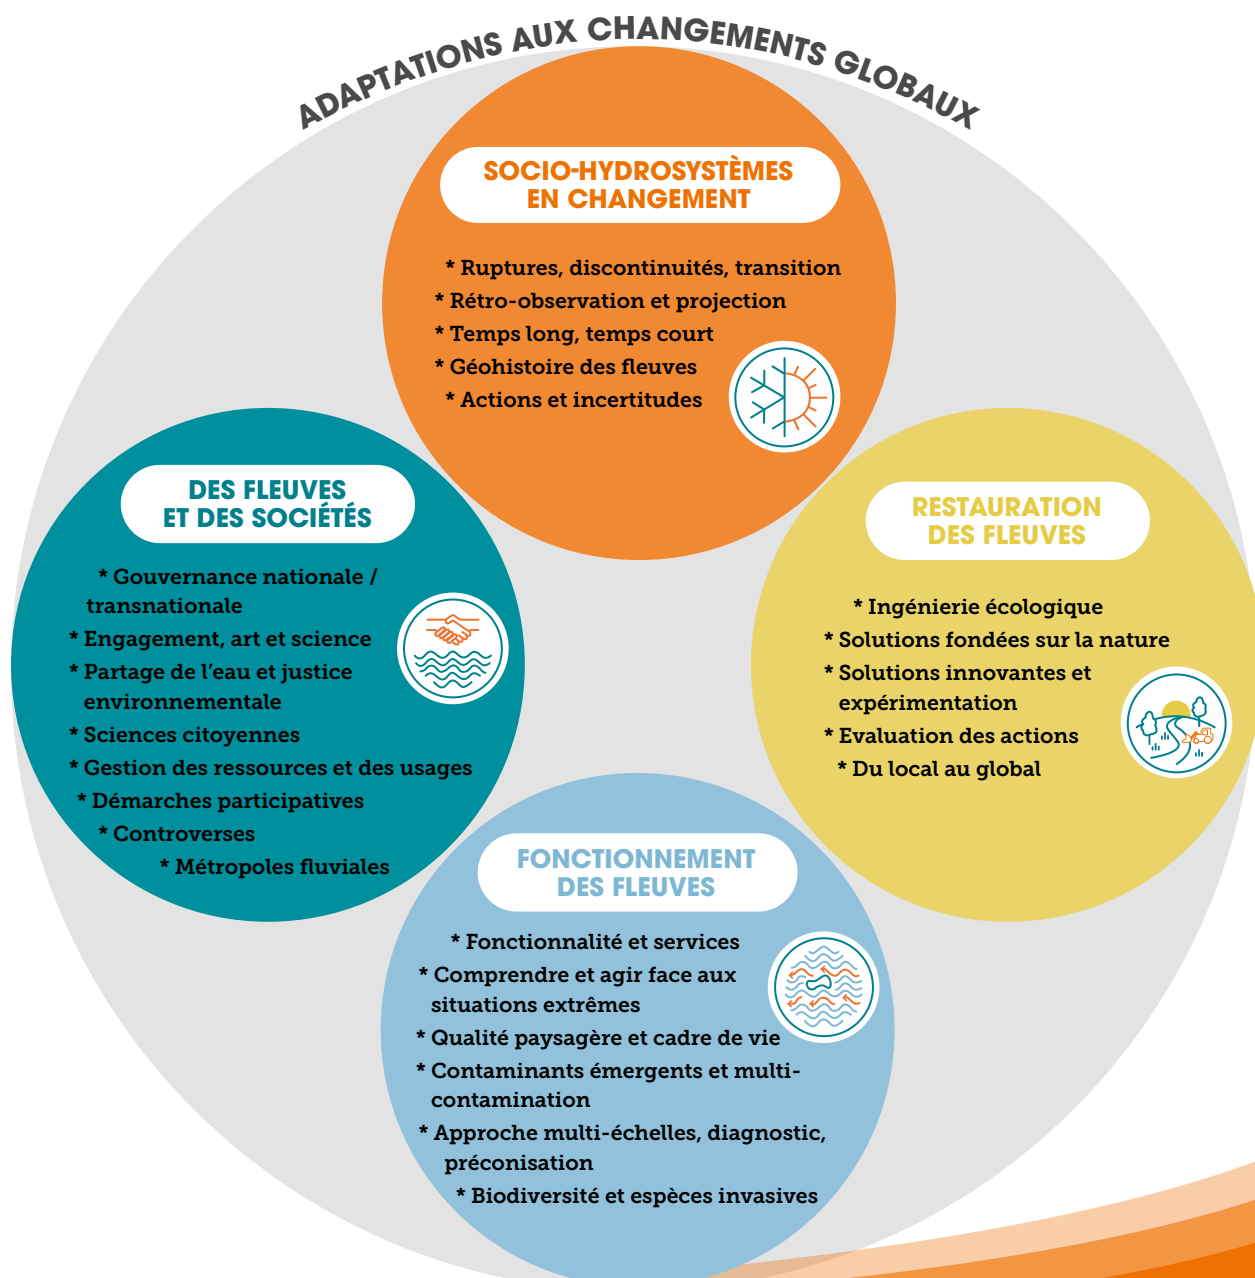 ADAPTATIONS AUX CHANGEMENTS GLOBAUX
SOCIO-HYDROSYSTÈMES
EN CHANGEMENT
* Ruptures, discontinuités, transition
* Rétro-observation et projection
* Temps long, temps court
* Géohistoire des fleuves
* Actions et incertitudes
DES FLEUVES
ET DES SOCIÉTÉS
* Gouvernance nationale /
transnationale
* Engagement, art et science
* Partage de l'eau et justice
environnementale
* Sciences citoyennes
* Gestion des ressources et des usages
* Démarches participatives
* Controverses
* Métropoles fluviales
RESTAURATION
DES FLEUVES
* Ingénierie écologique
* Solutions fondées sur la nature
* Solutions innovantes et
expérimentation
* Evaluation des actions
* Du local au global
FONCTIONNEMENT
DES FLEUVES
* Fonctionnalité et services
* Comprendre et agir face aux
situations extrêmes
* Qualité paysagère et cadre de vie
* Contaminants émergents et multi-
contamination
* Approche multi-échelles, diagnostic,
préconisation
* Biodiversité et espèces invasives